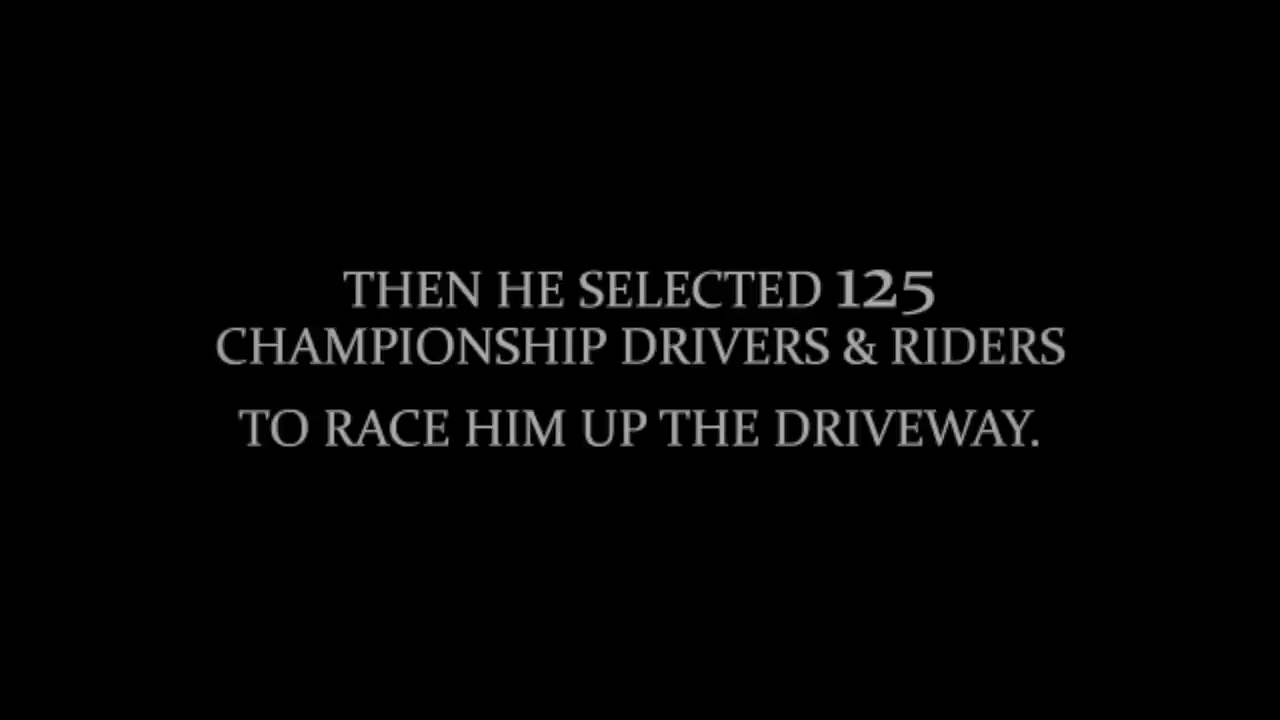 THEN HE SELECTED 125
CHAMPIONSHIP DRIVERS & RIDERS
TO RACE HIM UP THE DRIVEWAY.